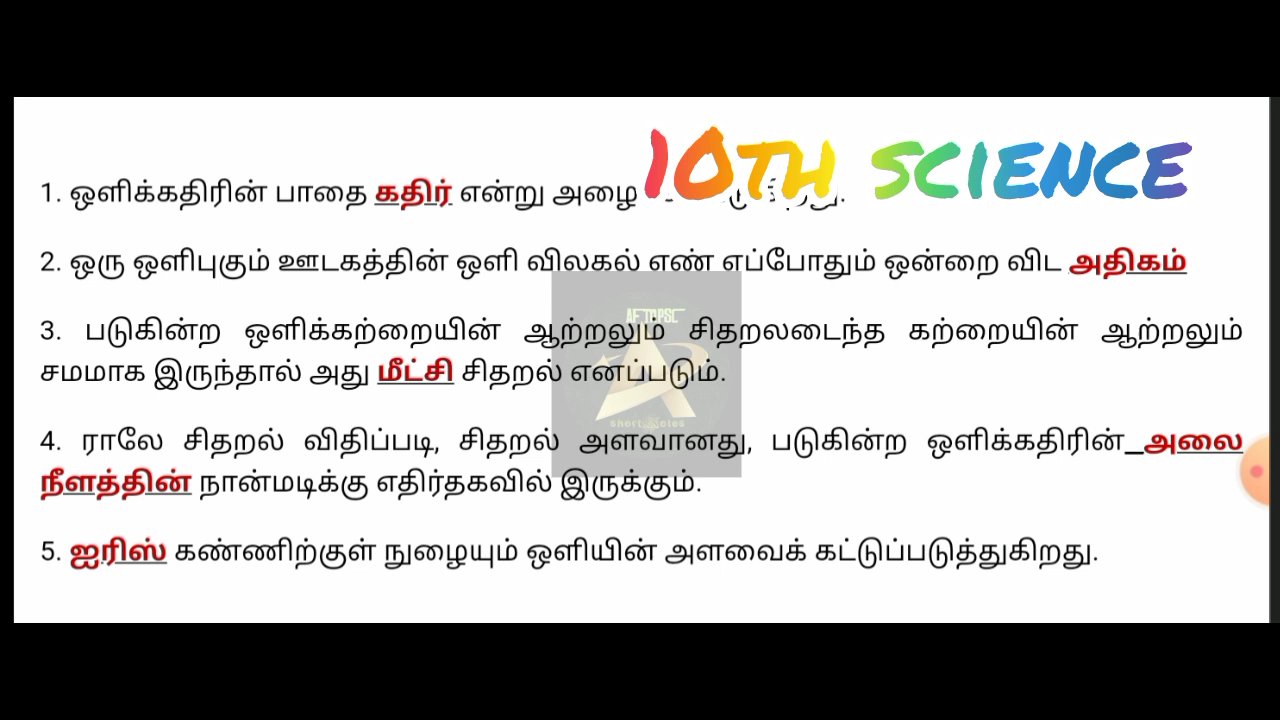 10TH SCIENCE
1. ஒளிக்கதிரின் பாதை கதிர் என்று அழை
2. ஒரு ஒளிபுகும் ஊடகத்தின் ஒளி விலகல் எண் எப்போதும் ஒன்றை விட அதிகம்
3. படுகின்ற ஒளிக்கற்றையின் ஆற்றலும் சிதறலடைந்த கற்றையின் ஆற்றலும்
சமமாக இருந்தால் அது மீட்சி சிதறல் எனப்படும்.
4. ராலே சிதறல் விதிப்படி, சிதறல் அளவானது, படுகின்ற ஒளிக்கதிரின்_அலை
நீளத்தின் நான்மடிக்கு எதிர்தகவில் இருக்கும்.
5. ஐரிஸ் கண்ணிற்குள் நுழையும் ஒளியின் அளவைக் கட்டுப்படுத்துகிறது.